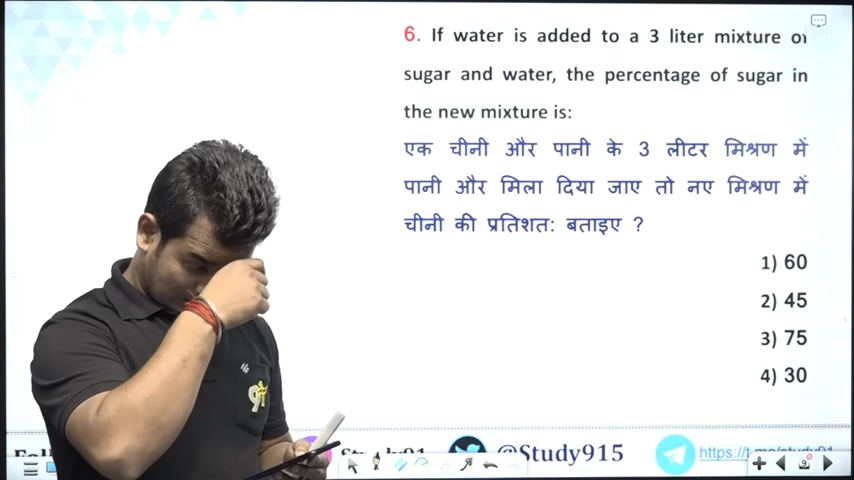 6. If water is added to a 3 liter mixture of
sugar and water, the percentage of sugar in
the new mixture is:
एक चीनी और पानी के 3 लीटर मिश्रण में
पानी और मिला दिया जाए तो नए मिश्रण में
चीनी की प्रतिशत: बताइए ?
1) 60
2) 45
3) 75
4) 30
@Study915
9